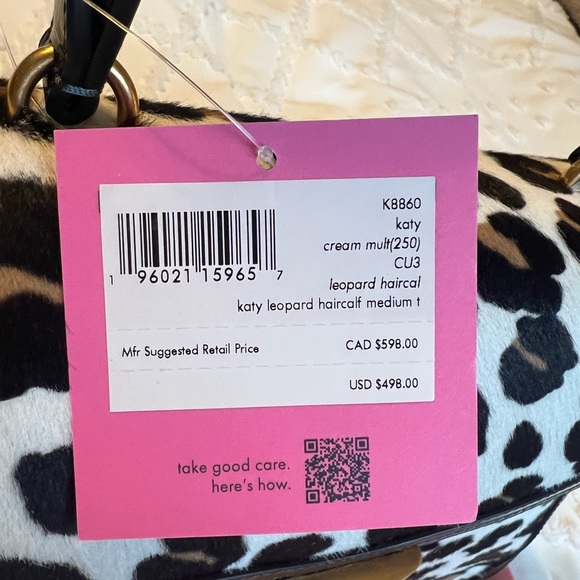 K8860
katy
cream mult(250)
CU3
leopard haircal
katy leopard haircalf medium t
1 96021 15965 7
Mfr Suggested Retail Price CAD $598.00
USD $498.00
take good care.
here's how.